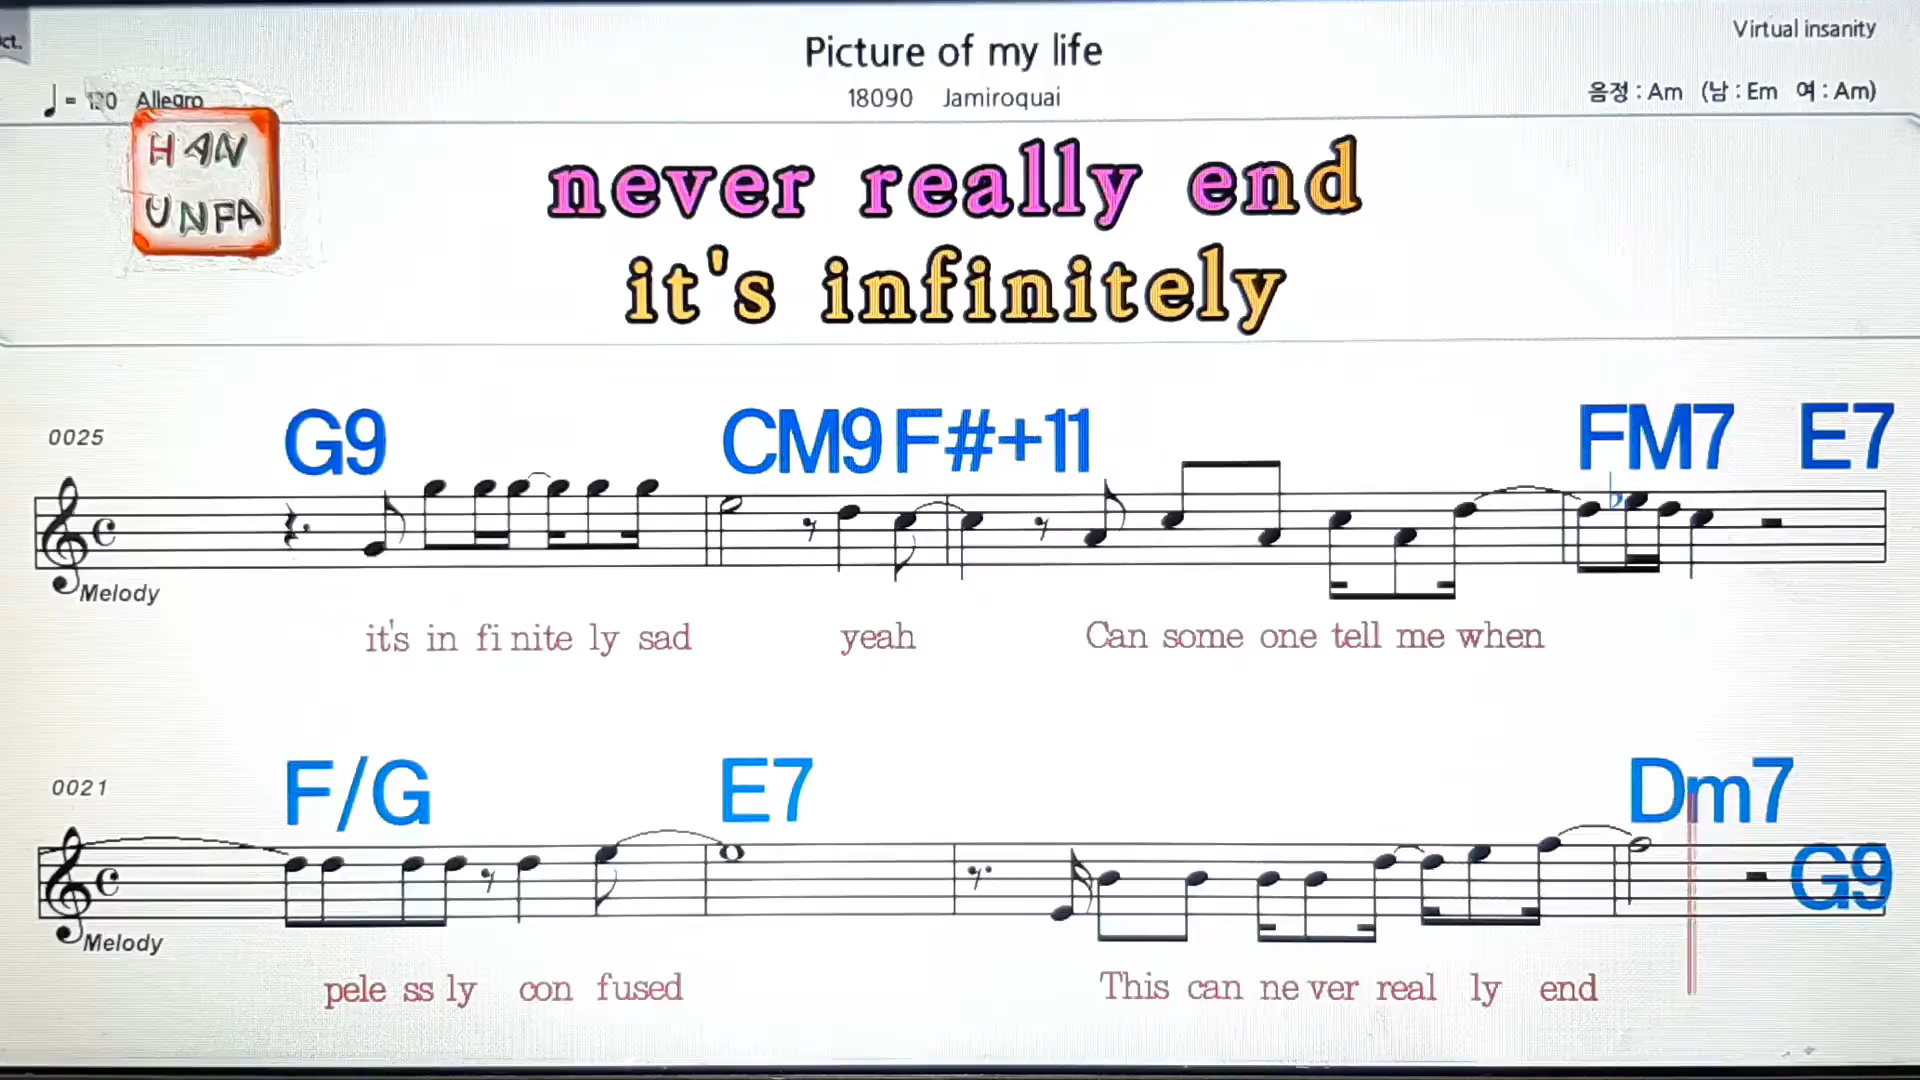 ct.
Virtual insanity
Picture of my life
♩ = 120 Allegro
18090 Jamiroquai
음정 : Am (남 : Em 여 : Am)
HAN
UNFA
never really end
it's infinitely
G9 CM9 F#+11 FM7 E7
0025
Melody
it's in fi nite ly sad yeah Can some one tell me when
F/G E7 Dm7
0021
G9
Melody
pele ss ly con fused This can ne ver real ly end